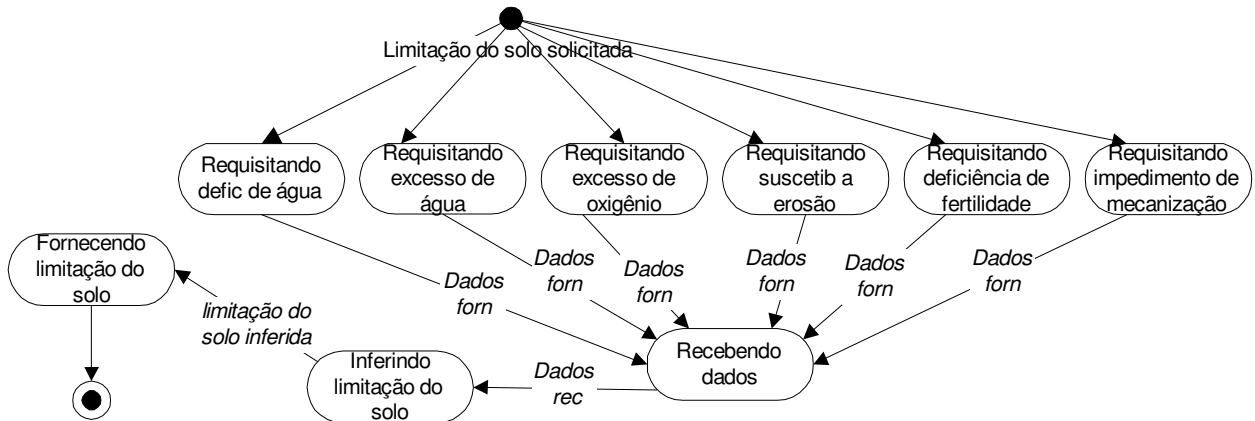 Limitação do solo solicitada
Requisitando
defic de água
Requisitando
excesso de
água
Requisitando
excesso de
oxigênio
Requisitando
suscetib a
erosão
Requisitando
deficiência de
fertilidade
Requisitando
impedimento de
mecanização
Fornecendo
limitação do
solo
Dados
forn
Dados
forn
Dados
forn
Dados
forn
Dados
forn
Dados
forn
limitação do
solo inferida
Recebendo
dados
Inferindo
limitação do
solo
Dados
rec